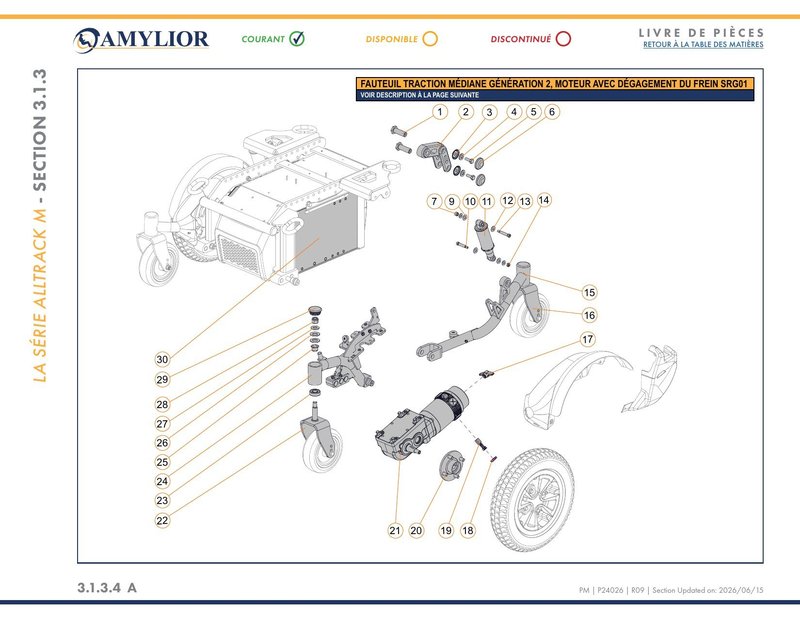 AMYLIOR
COURANT
DISPONIBLE
DISCONTINUÉ
LIVRE DE PIÈCES
RETOUR À LA TABLE DES MATIÈRES
LA SÉRIE ALLTRACK M - SECTION 3.1.3
FAUTEUIL TRACTION MÉDIANE GÉNÉRATION 2, MOTEUR AVEC DÉGAGEMENT DU FREIN SRG01
VOIR DESCRIPTION À LA PAGE SUIVANTE
1 2 3 4 5 6
7 9 10 11 12 13 14
15
16
17
30
29
28
27
26
25
24
23
22
21 20 19 18
3.1.3.4 A
PM | P24026 | R09 | Section Updated on: 2026/06/15